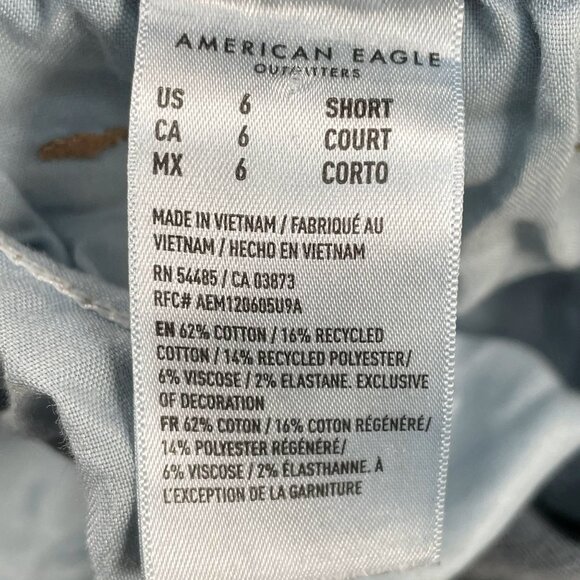 AMERICAN EAGLE
OUTFITTERS
US 6 SHORT
CA 6 COURT
MX 6 CORTO
MADE IN VIETNAM / FABRIQUÉ AU
VIETNAM / HECHO EN VIETNAM
RN 54485 / CA 03873
RFC# AEM120605U9A
EN 62% COTTON / 16% RECYCLED
COTTON / 14% RECYCLED POLYESTER/
6% VISCOSE / 2% ELASTANE. EXCLUSIVE
OF DECORATION
FR 62% COTON / 16% COTON RÉGÉNÉRÉ/
14% POLYESTER RÉGÉNÉRÉ/
6% VISCOSE / 2% ÉLASTHANNE. À
L'EXCEPTION DE LA GARNITURE